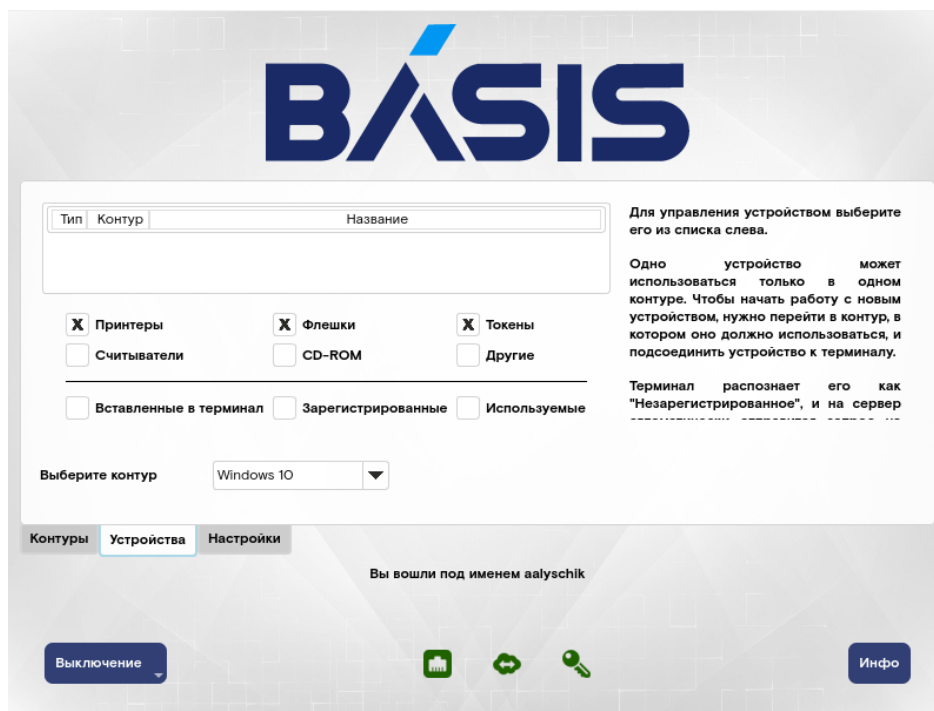 BÁSIS
Тип Контур Название
Для управления устройством выберите
его из списка слева.
Одно устройство может
использоваться только в одном
контуре. Чтобы начать работу с новым
устройством, нужно перейти в контур, в
котором оно должно использоваться, и
подсоединить устройство к терминалу.
Терминал распознает его как
"Незарегистрированное", и на сервер
X Принтеры X Флешки X Токены
Считыватели CD-ROM Другие
Вставленные в терминал Зарегистрированные Используемые
Выберите контур Windows 10
Контуры Устройства Настройки
Вы вошли под именем aalyschik
Выключение Инфо